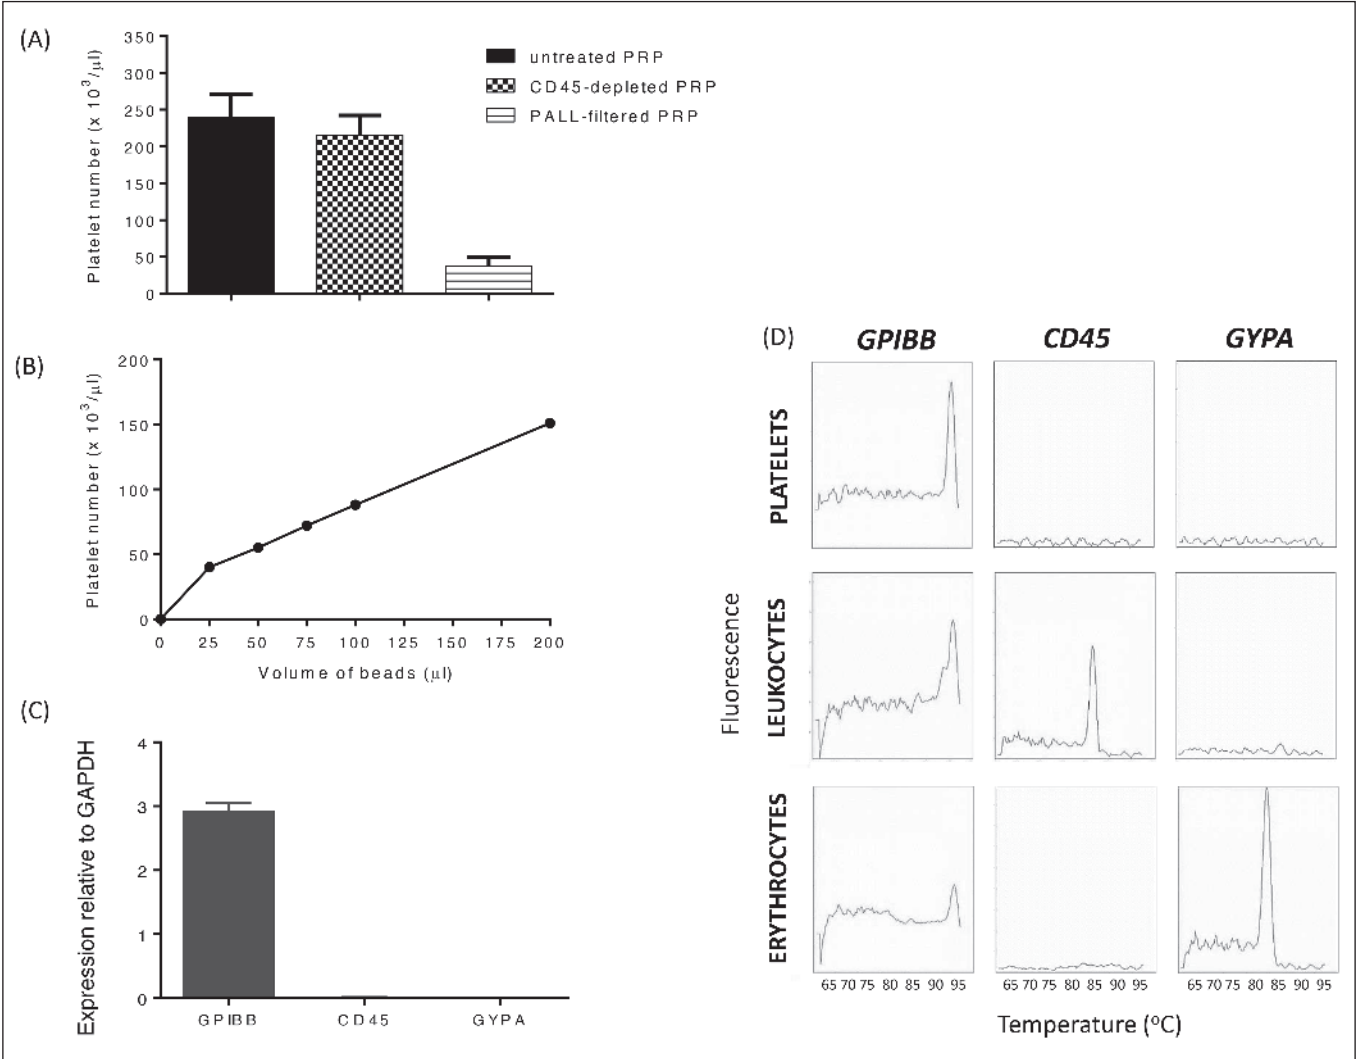 (A)
Platelet number (x 10³/µl)
350
300
250
200
150
100
50
0
untreated PRP
CD45-depleted PRP
PALL-filtered PRP
(B)
Platelet number (x 10³/µl)
200
150
100
50
0
0 25 50 75 100 125 150 175 200
Volume of beads (µl)
(C)
Expression relative to GAPDH
4
3
2
1
0
GPIBB CD45 GYPA
(D)
GPIBB CD45 GYPA
Fluorescence
PLATELETS
LEUKOCYTES
ERYTHROCYTES
65 70 75 80 85 90 95 65 70 75 80 85 90 95 65 70 75 80 85 90 95
Temperature (ºC)